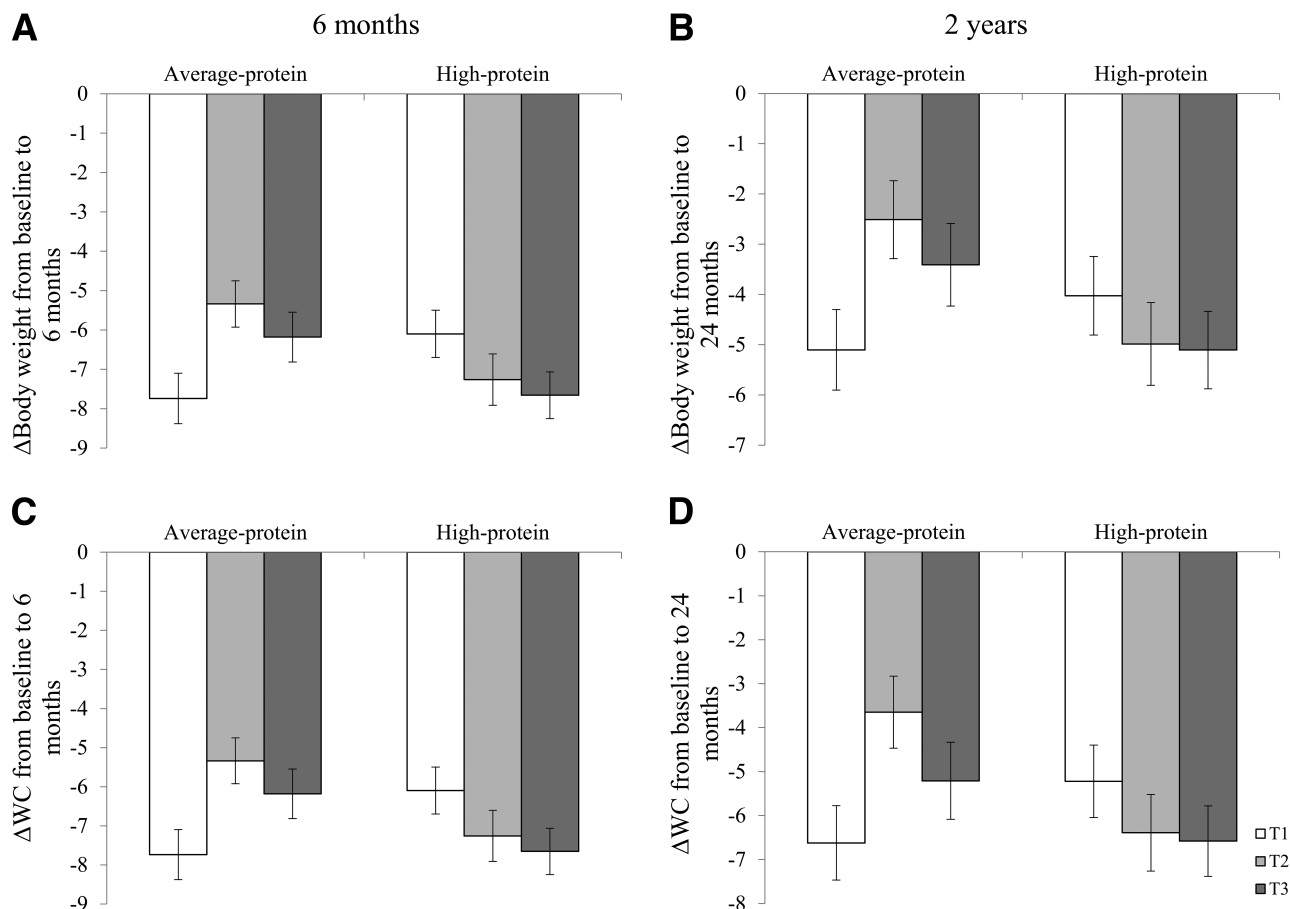 A
6 months
Average-protein
High-protein
0
-1
-2
-3
-4
-5
-6
-7
-8
-9
ΔBody weight from baseline to
6 months
B
2 years
Average-protein
High-protein
0
-1
-2
-3
-4
-5
-6
-7
ΔBody weight from baseline to
24 months
C
Average-protein
High-protein
0
-1
-2
-3
-4
-5
-6
-7
-8
-9
ΔWC from baseline to 6
months
D
Average-protein
High-protein
0
-1
-2
-3
-4
-5
-6
-7
-8
ΔWC from baseline to 24
months
T1
T2
T3